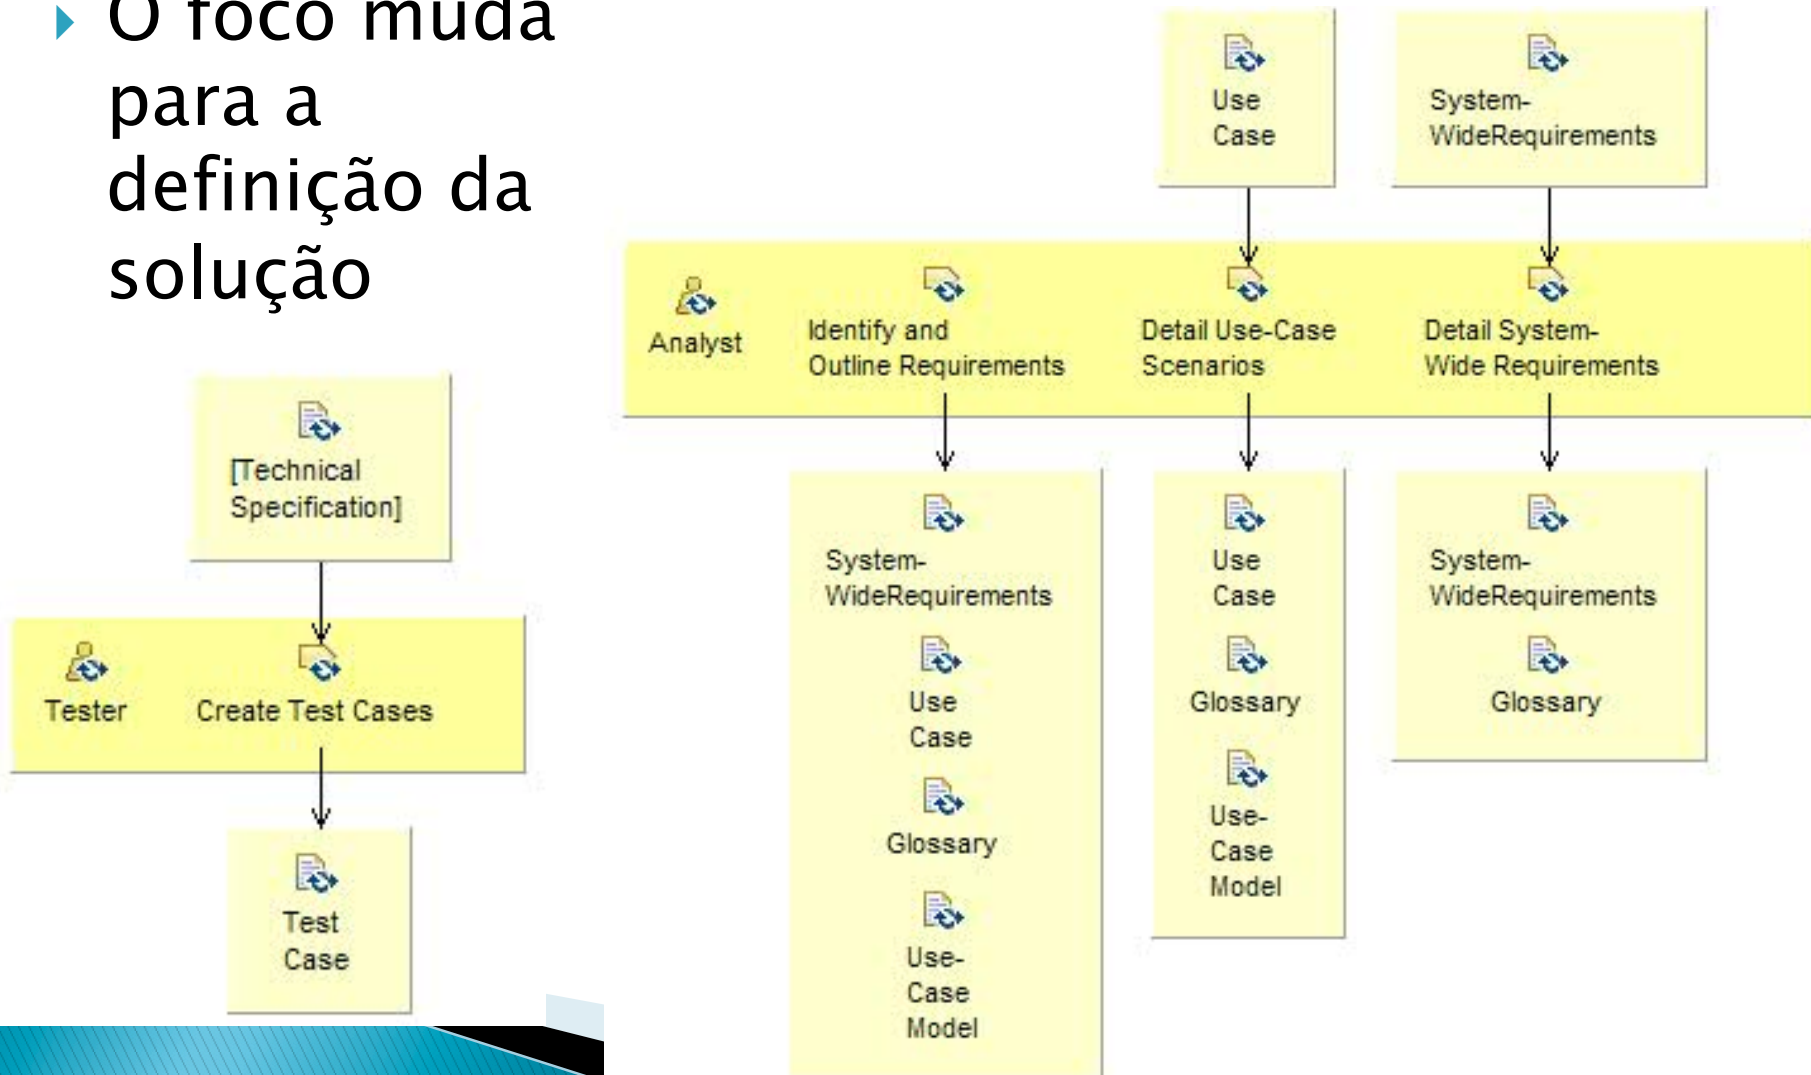 O foco muda
para a
definição da
solução
[Technical
Specification]
Tester
Create Test Cases
Test
Case
Use
Case
System-
WideRequirements
Analyst
Identify and
Outline Requirements
Detail Use-Case
Scenarios
Detail System-
Wide Requirements
System-
WideRequirements
Use
Case
Glossary
Use-
Case
Model
Use
Case
Glossary
Use-
Case
Model
System-
WideRequirements
Glossary